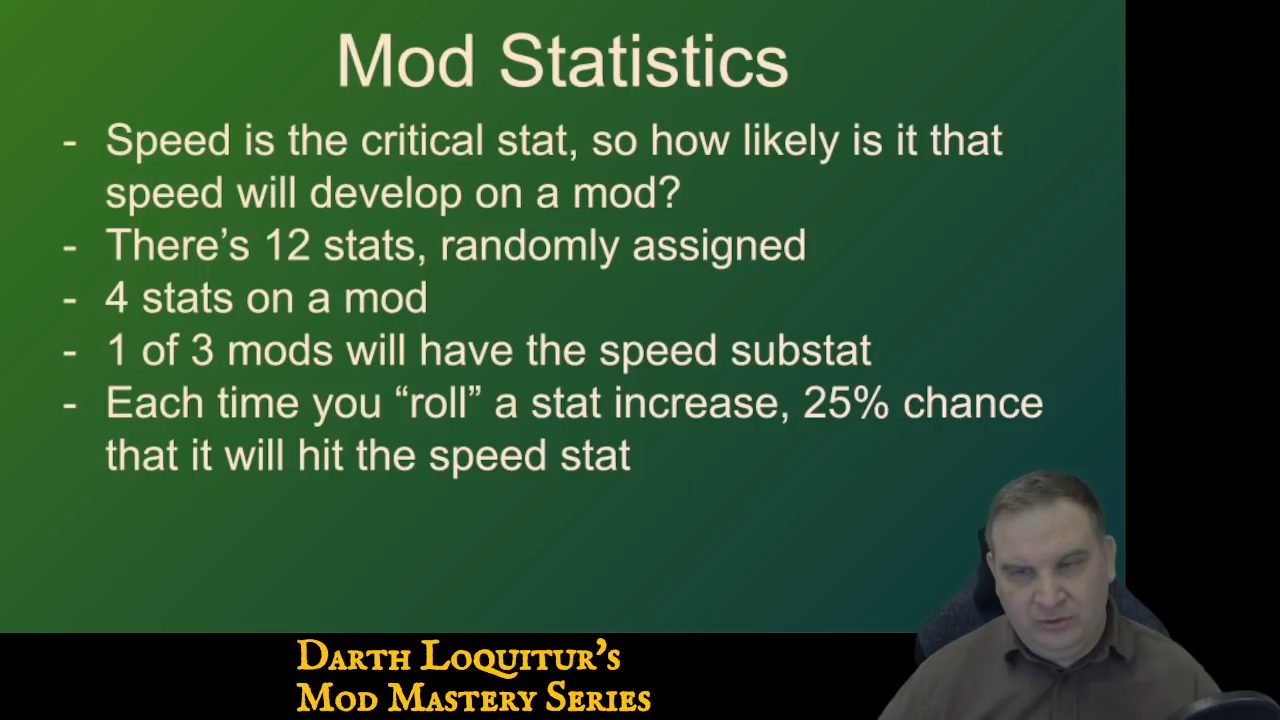 Mod Statistics
- Speed is the critical stat, so how likely is it that
speed will develop on a mod?
- There’s 12 stats, randomly assigned
- 4 stats on a mod
- 1 of 3 mods will have the speed substat
- Each time you “roll” a stat increase, 25% chance
that it will hit the speed stat
Darth Loquitur’s
Mod Mastery Series